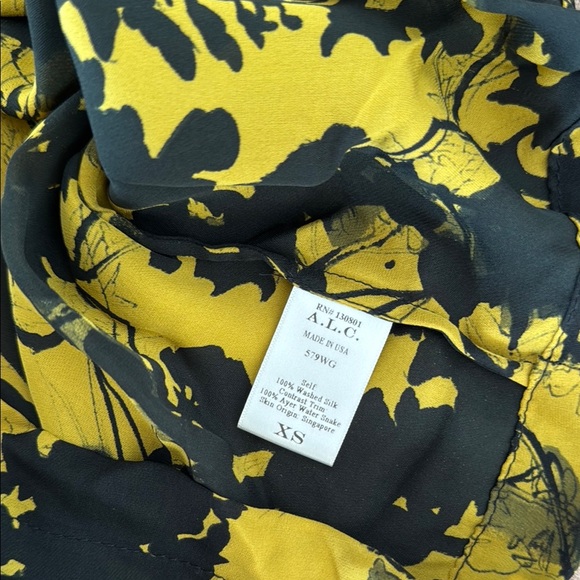 RN# 130801
A.L.C.
MADE IN USA
579WG
Self
100% Washed Silk
Contrast Trim
100% Ayer Water Snake
Skin Origin: Singapore
XS